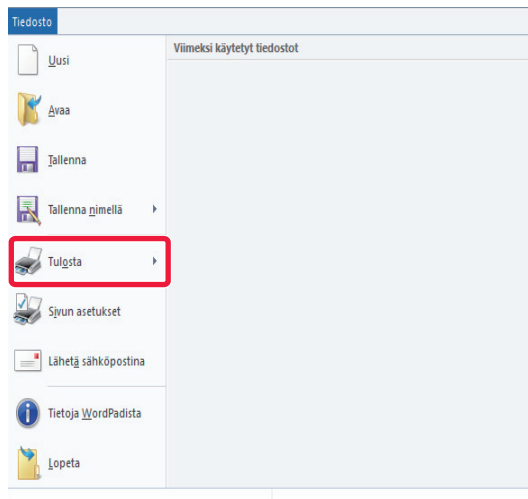 Tiedosto
Viimeksi käytetyt tiedostot
Uusi
Avaa
Tallenna
Tallenna nimellä
Tulosta
Sivun asetukset
Lähetä sähköpostina
Tietoja WordPadista
Lopeta